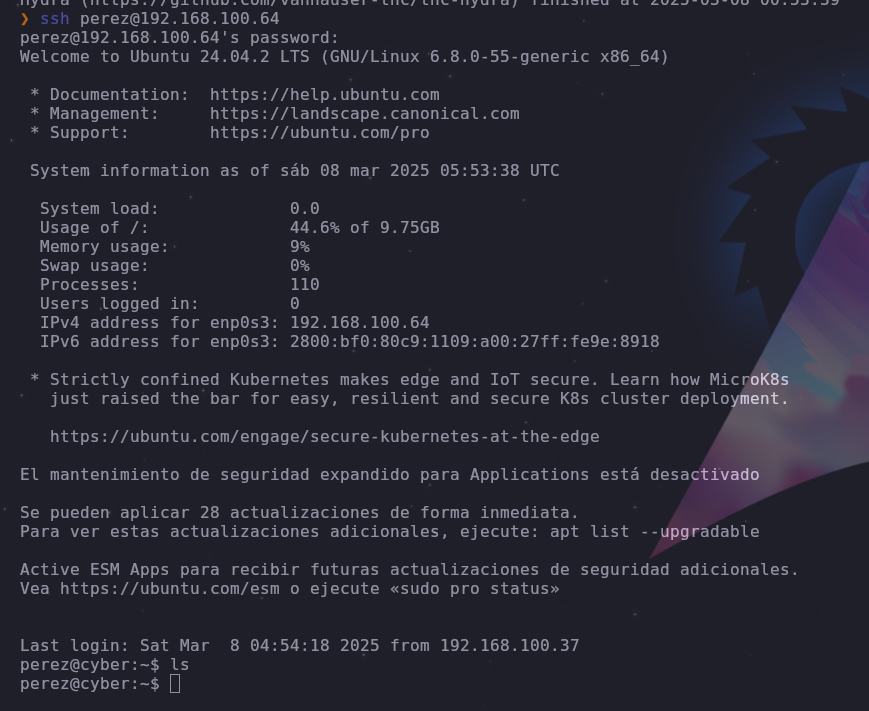 hydra (https://github.com/vanhauser-thc/thc-hydra) finished at 2025-03-08 00:53:39
❯ ssh perez@192.168.100.64
perez@192.168.100.64's password:
Welcome to Ubuntu 24.04.2 LTS (GNU/Linux 6.8.0-55-generic x86_64)
* Documentation:  https://help.ubuntu.com
* Management:     https://landscape.canonical.com
* Support:        https://ubuntu.com/pro
System information as of sáb 08 mar 2025 05:53:38 UTC
System load:             0.0
Usage of /:              44.6% of 9.75GB
Memory usage:            9%
Swap usage:              0%
Processes:               110
Users logged in:         0
IPv4 address for enp0s3: 192.168.100.64
IPv6 address for enp0s3: 2800:bf0:80c9:1109:a00:27ff:fe9e:8918
* Strictly confined Kubernetes makes edge and IoT secure. Learn how MicroK8s
just raised the bar for easy, resilient and secure K8s cluster deployment.
https://ubuntu.com/engage/secure-kubernetes-at-the-edge
El mantenimiento de seguridad expandido para Applications está desactivado
Se pueden aplicar 28 actualizaciones de forma inmediata.
Para ver estas actualizaciones adicionales, ejecute: apt list --upgradable
Active ESM Apps para recibir futuras actualizaciones de seguridad adicionales.
Vea https://ubuntu.com/esm o ejecute «sudo pro status»
Last login: Sat Mar  8 04:54:18 2025 from 192.168.100.37
perez@cyber:~$ ls
perez@cyber:~$